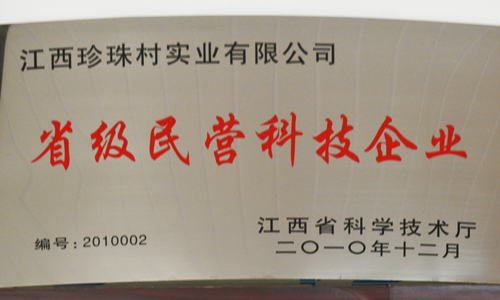 江西珍珠村实业有限公司
省级民营科技企业
江西省科学技术厅
编号:2010002
二〇一〇年十二月